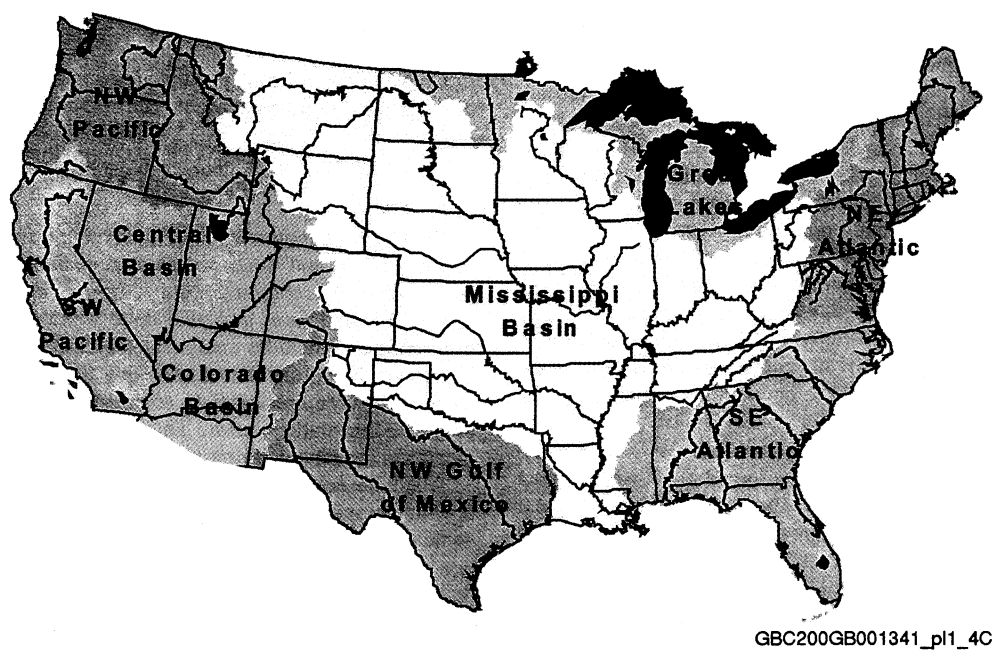 NW
Pacific
Great
Lakes
Central
Basin
NE
Atlantic
SW
Pacific
Mississippi
Basin
Colorado
Basin
SE
Atlantic
NW Gulf
of Mexico
GBC200GB001341_pl1_4C